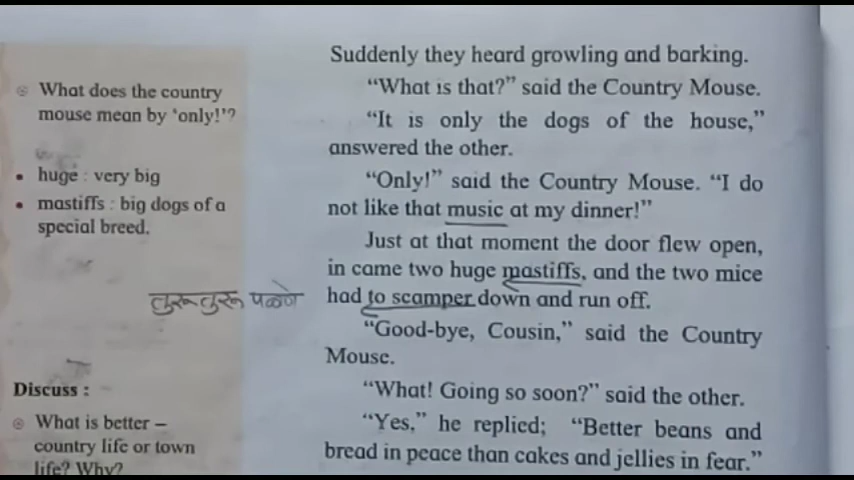 Suddenly they heard growling and barking.
"What is that?" said the Country Mouse.
"It is only the dogs of the house,"
answered the other.
"Only!" said the Country Mouse. "I do
not like that music at my dinner!"
Just at that moment the door flew open,
in came two huge mastiffs, and the two mice
had to scamper down and run off.
"Good-bye, Cousin," said the Country
Mouse.
"What! Going so soon?" said the other.
"Yes," he replied; "Better beans and
bread in peace than cakes and jellies in fear."
What does the country
mouse mean by 'only!'?
• huge : very big
• mastiffs : big dogs of a
special breed.
तुरूतुरू पळणे
Discuss :
What is better –
country life or town
life? Why?